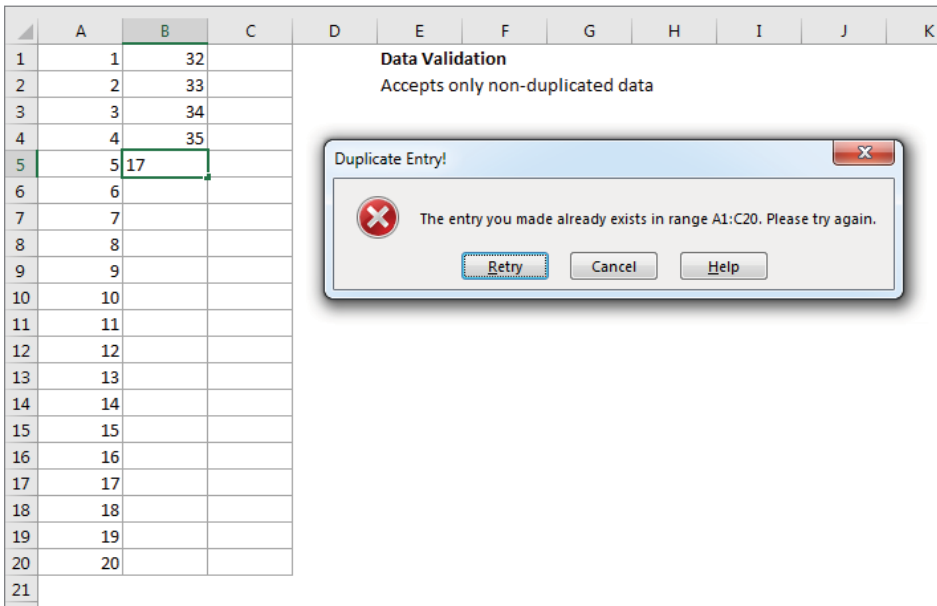 A B C D E F G H I J K
1 1 32 Data Validation
2 2 33 Accepts only non-duplicated data
3 3 34
4 4 35
5 5 17
Duplicate Entry!
The entry you made already exists in range A1:C20. Please try again.
Retry Cancel Help
6 6
7 7
8 8
9 9
10 10
11 11
12 12
13 13
14 14
15 15
16 16
17 17
18 18
19 19
20 20
21